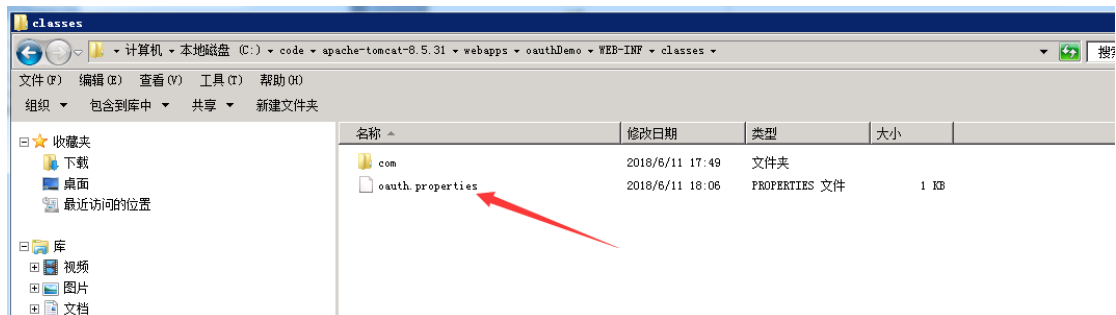 classes
计算机 本地磁盘 (C:) code apache-tomcat-8.5.31 webapps oauthDemo WEB-INF classes 搜索
文件(F) 编辑(E) 查看(V) 工具(T) 帮助(H)
组织 包含到库中 共享 新建文件夹
收藏夹
下载
桌面
最近访问的位置
库
视频
图片
文档
名称 修改日期 类型 大小
com 2018/6/11 17:49 文件夹
oauth.properties 2018/6/11 18:06 PROPERTIES 文件 1 KB